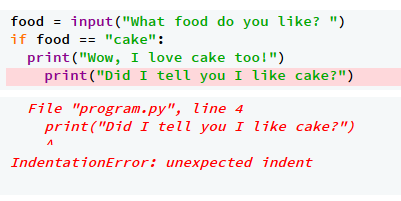 food = input("What food do you like? ")
if food == "cake":
  print("Wow, I love cake too!")
    print("Did I tell you I like cake?")
  File "program.py", line 4
    print("Did I tell you I like cake?")
    ^
IndentationError: unexpected indent